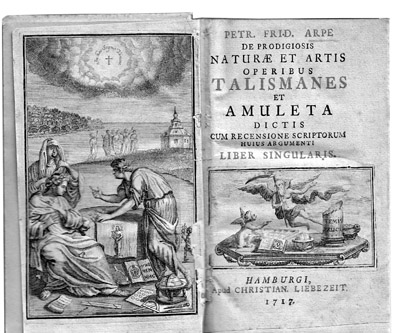 PETR. FRID. ARPE
DE PRODIGIOSIS
NATURÆ ET ARTIS
OPERIBUS
TALISMANES
ET
AMULETA
DICTIS
CUM RECENSIONE SCRIPTORUM
HUIUS ARGUMENTI
LIBER SINGULARIS.
HAMBURGI,
Apud CHRISTIAN. LIEBEZEIT.
1717.